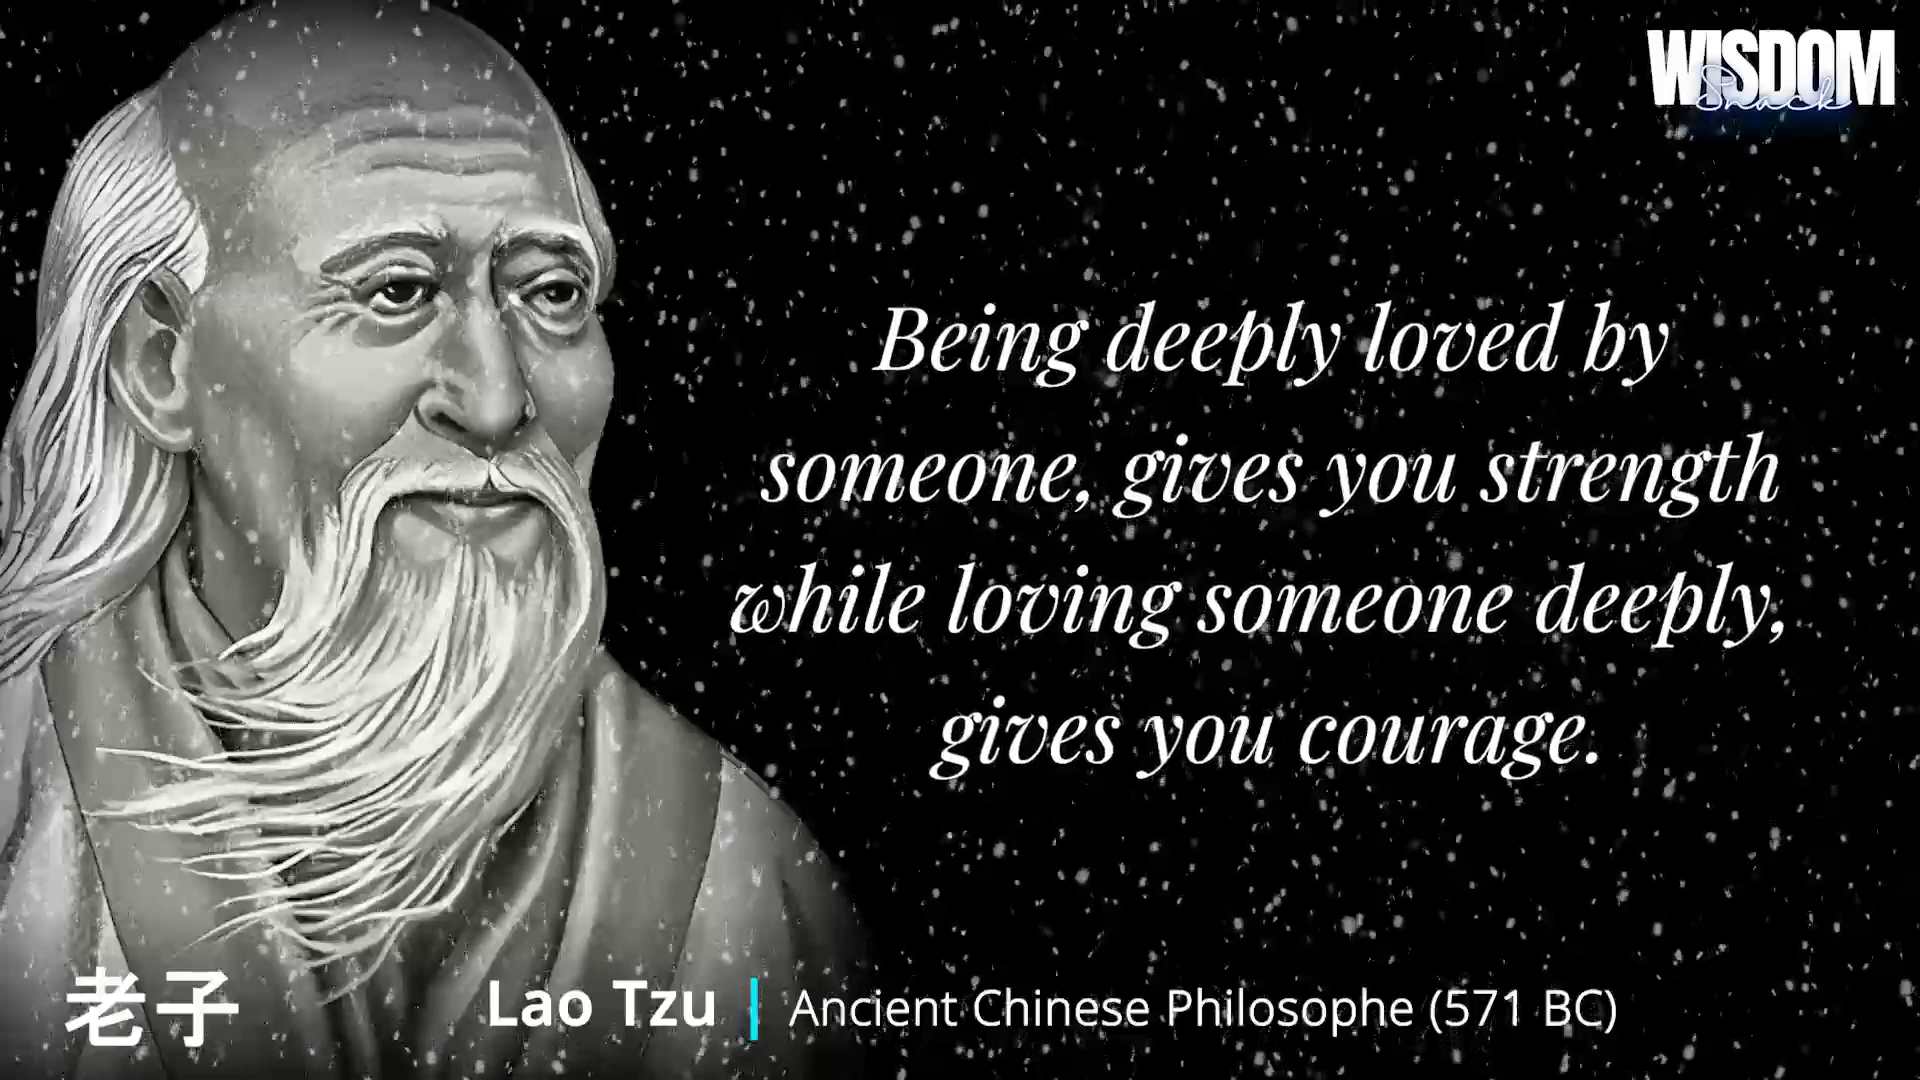 WISDOM
Snack
Being deeply loved by
someone, gives you strength
while loving someone deeply,
gives you courage.
老子
Lao Tzu | Ancient Chinese Philosophe (571 BC)